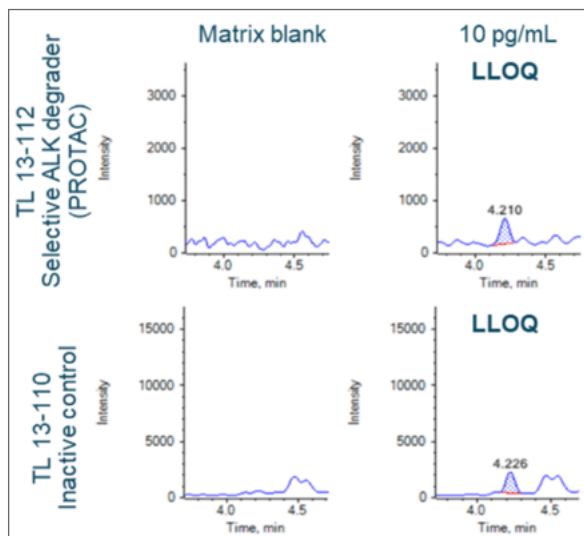 Matrix blank
10 pg/mL
TL 13-112
Selective ALK degrader
(PROTAC)
Intensity
3000
2000
1000
0
4.0
4.5
Time, min
LLOQ
Intensity
3000
2000
1000
0
4.210
4.0
4.5
Time, min
TL 13-110
Inactive control
Intensity
15000
10000
5000
0
4.0
4.5
Time, min
LLOQ
Intensity
15000
10000
5000
0
4.226
4.0
4.5
Time, min